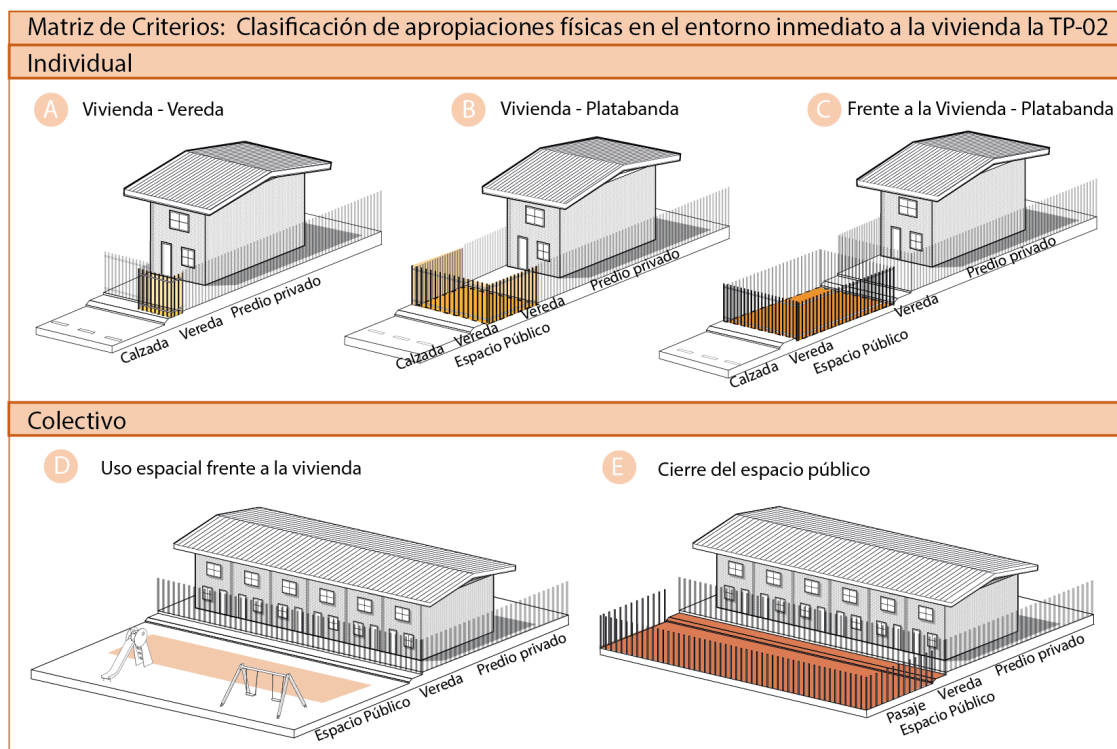 Matriz de Criterios: Clasificación de apropiaciones físicas en el entorno inmediato a la vivienda la TP-02
Individual
A Vivienda - Vereda
Calzada Vereda Predio privado
B Vivienda - Platabanda
Calzada Vereda Vereda Predio privado
Espacio Público
C Frente a la Vivienda - Platabanda
Calzada Vereda Vereda Predio privado
Espacio Público
Colectivo
D Uso espacial frente a la vivienda
Espacio Público Vereda Predio privado
E Cierre del espacio público
Pasaje Vereda Predio privado
Espacio Público